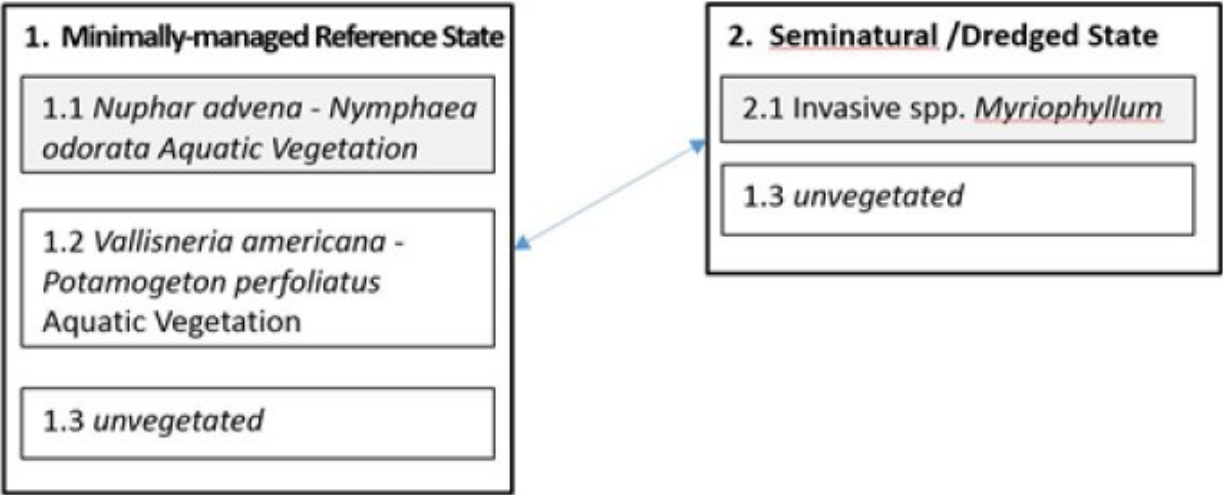 1. Minimally-managed Reference State
1.1 Nuphar advena - Nymphaea
odorata Aquatic Vegetation
1.2 Vallisneria americana -
Potamogeton perfoliatus
Aquatic Vegetation
1.3 unvegetated
2. Seminatural /Dredged State
2.1 Invasive spp. Myriophyllum
1.3 unvegetated